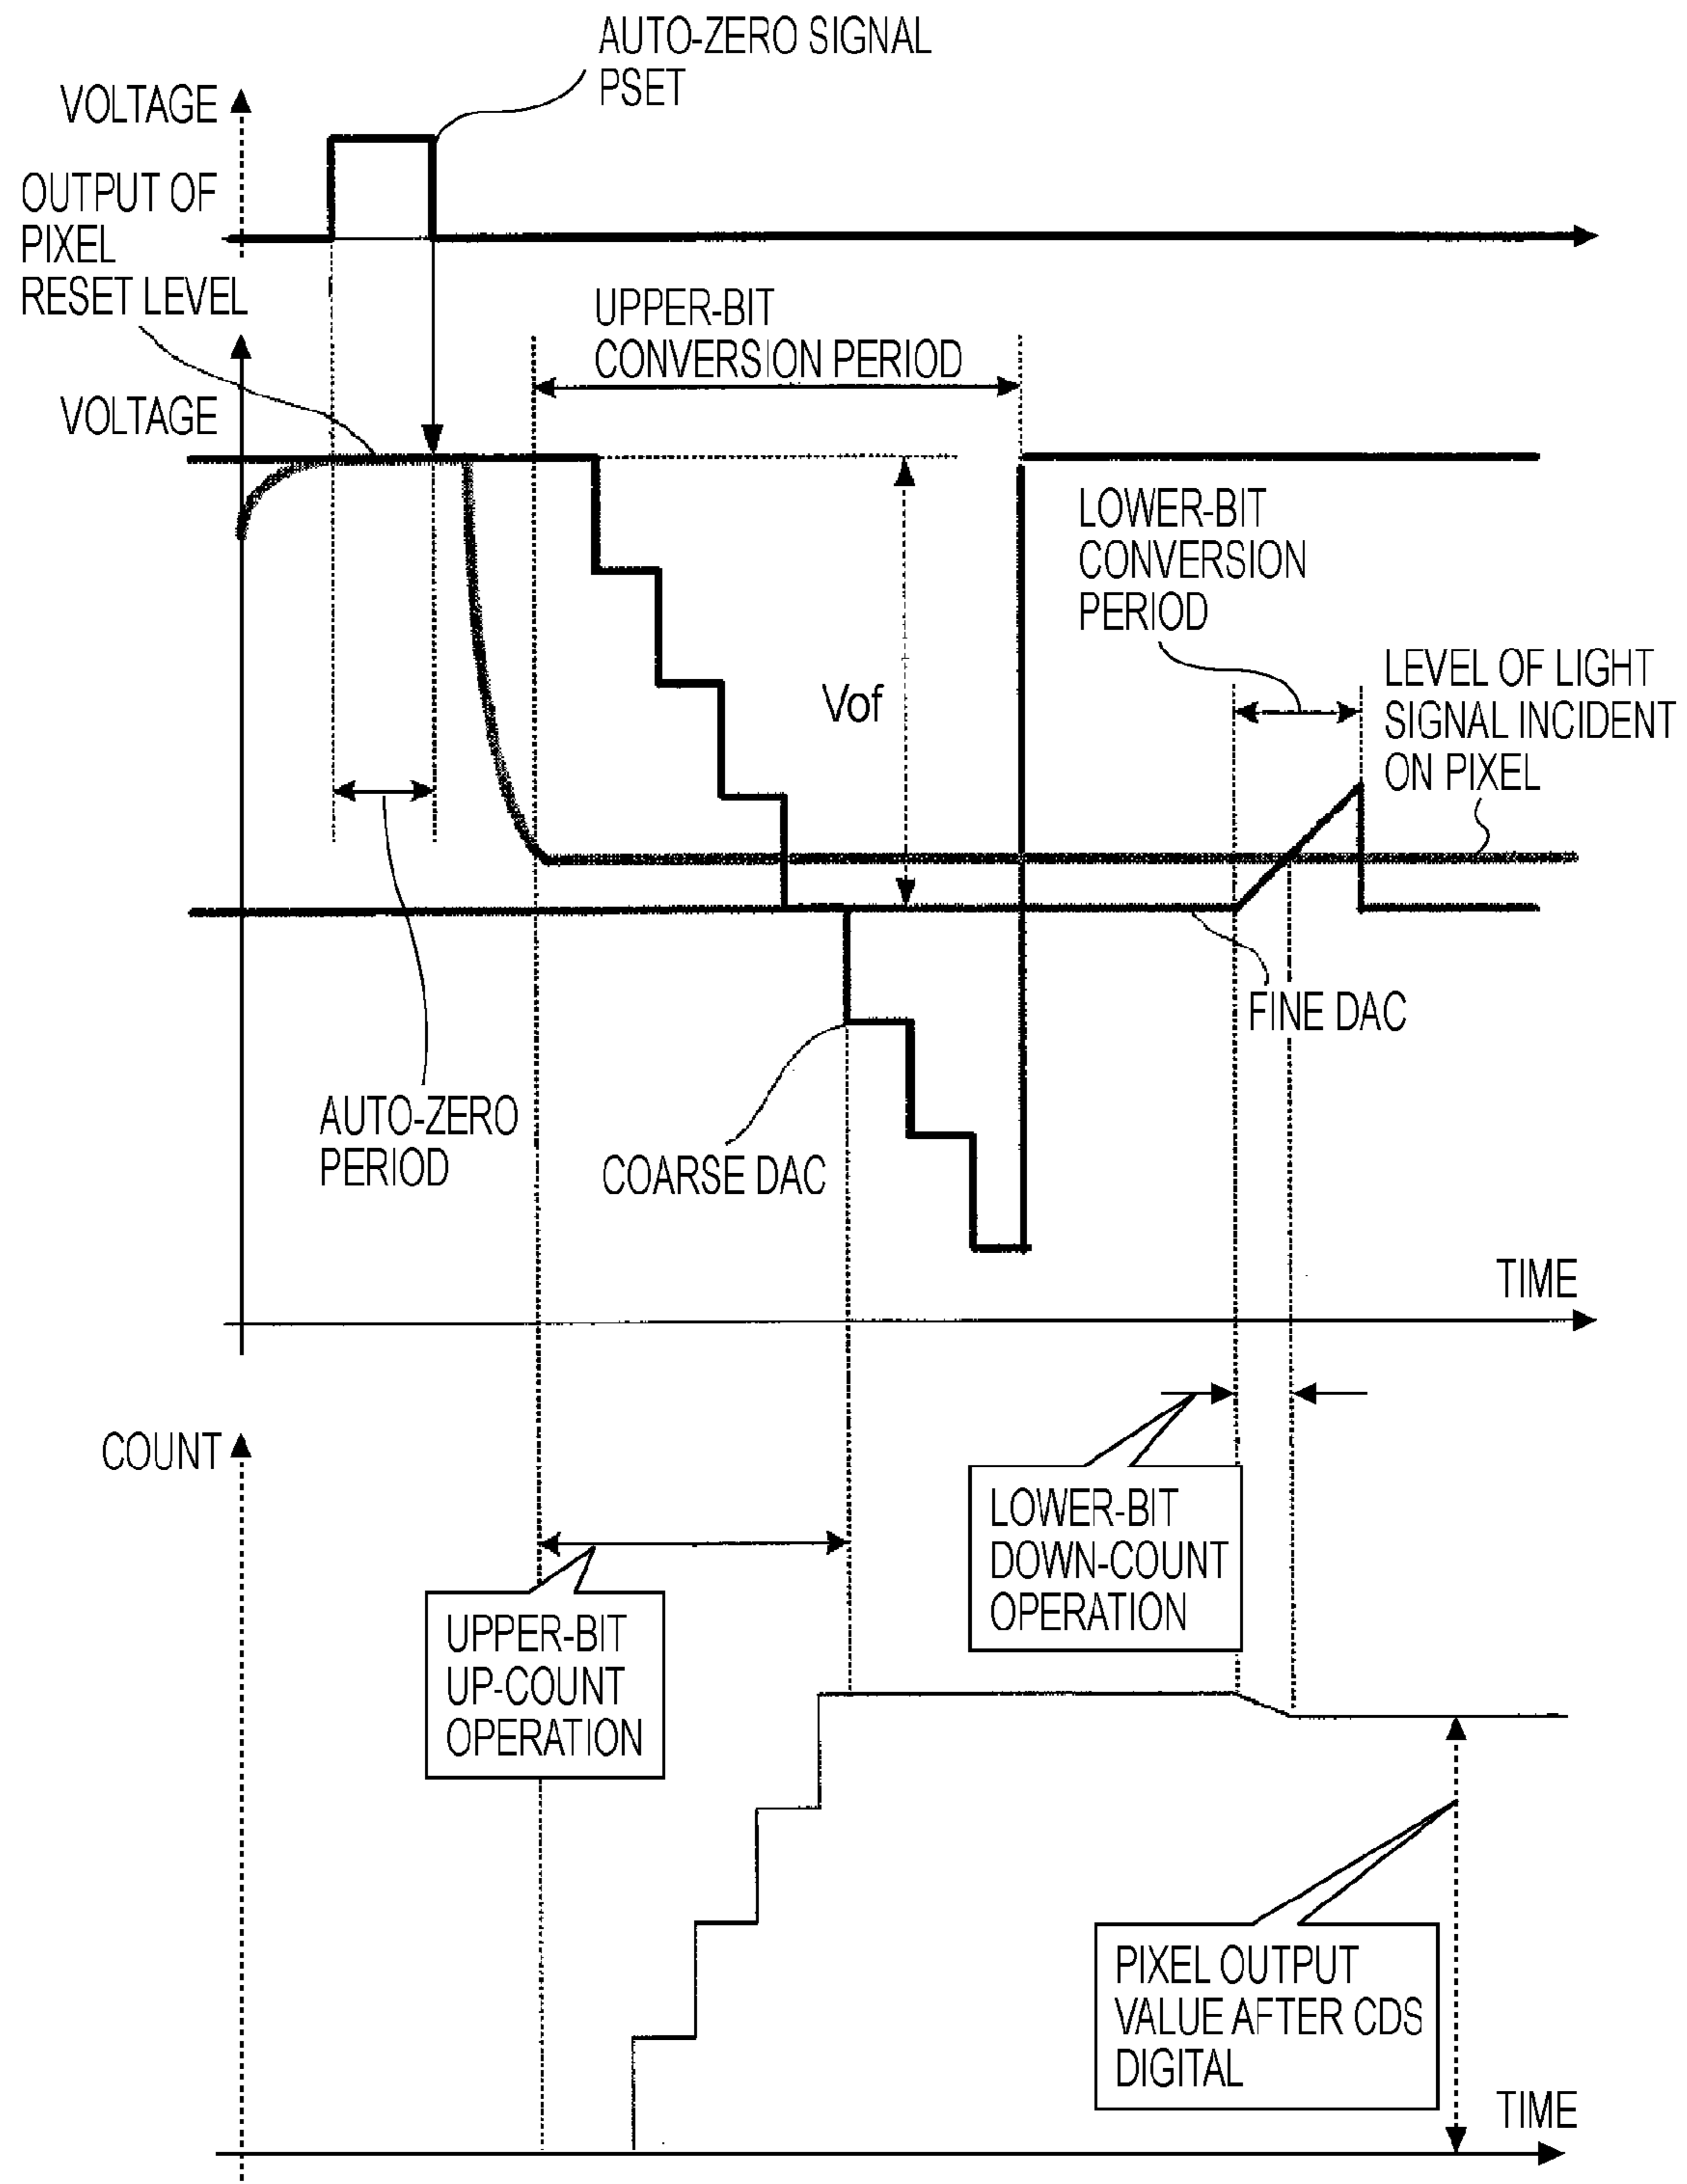 AUTO-ZERO SIGNAL
PSET
VOLTAGE
OUTPUT OF
PIXEL
RESET LEVEL
UPPER-BIT
CONVERSION PERIOD
VOLTAGE
LOWER-BIT
CONVERSION
PERIOD
LEVEL OF LIGHT
SIGNAL INCIDENT
ON PIXEL
Vof
FINE DAC
AUTO-ZERO
PERIOD
COARSE DAC
TIME
COUNT
LOWER-BIT
DOWN-COUNT
OPERATION
UPPER-BIT
UP-COUNT
OPERATION
PIXEL OUTPUT
VALUE AFTER CDS
DIGITAL
TIME